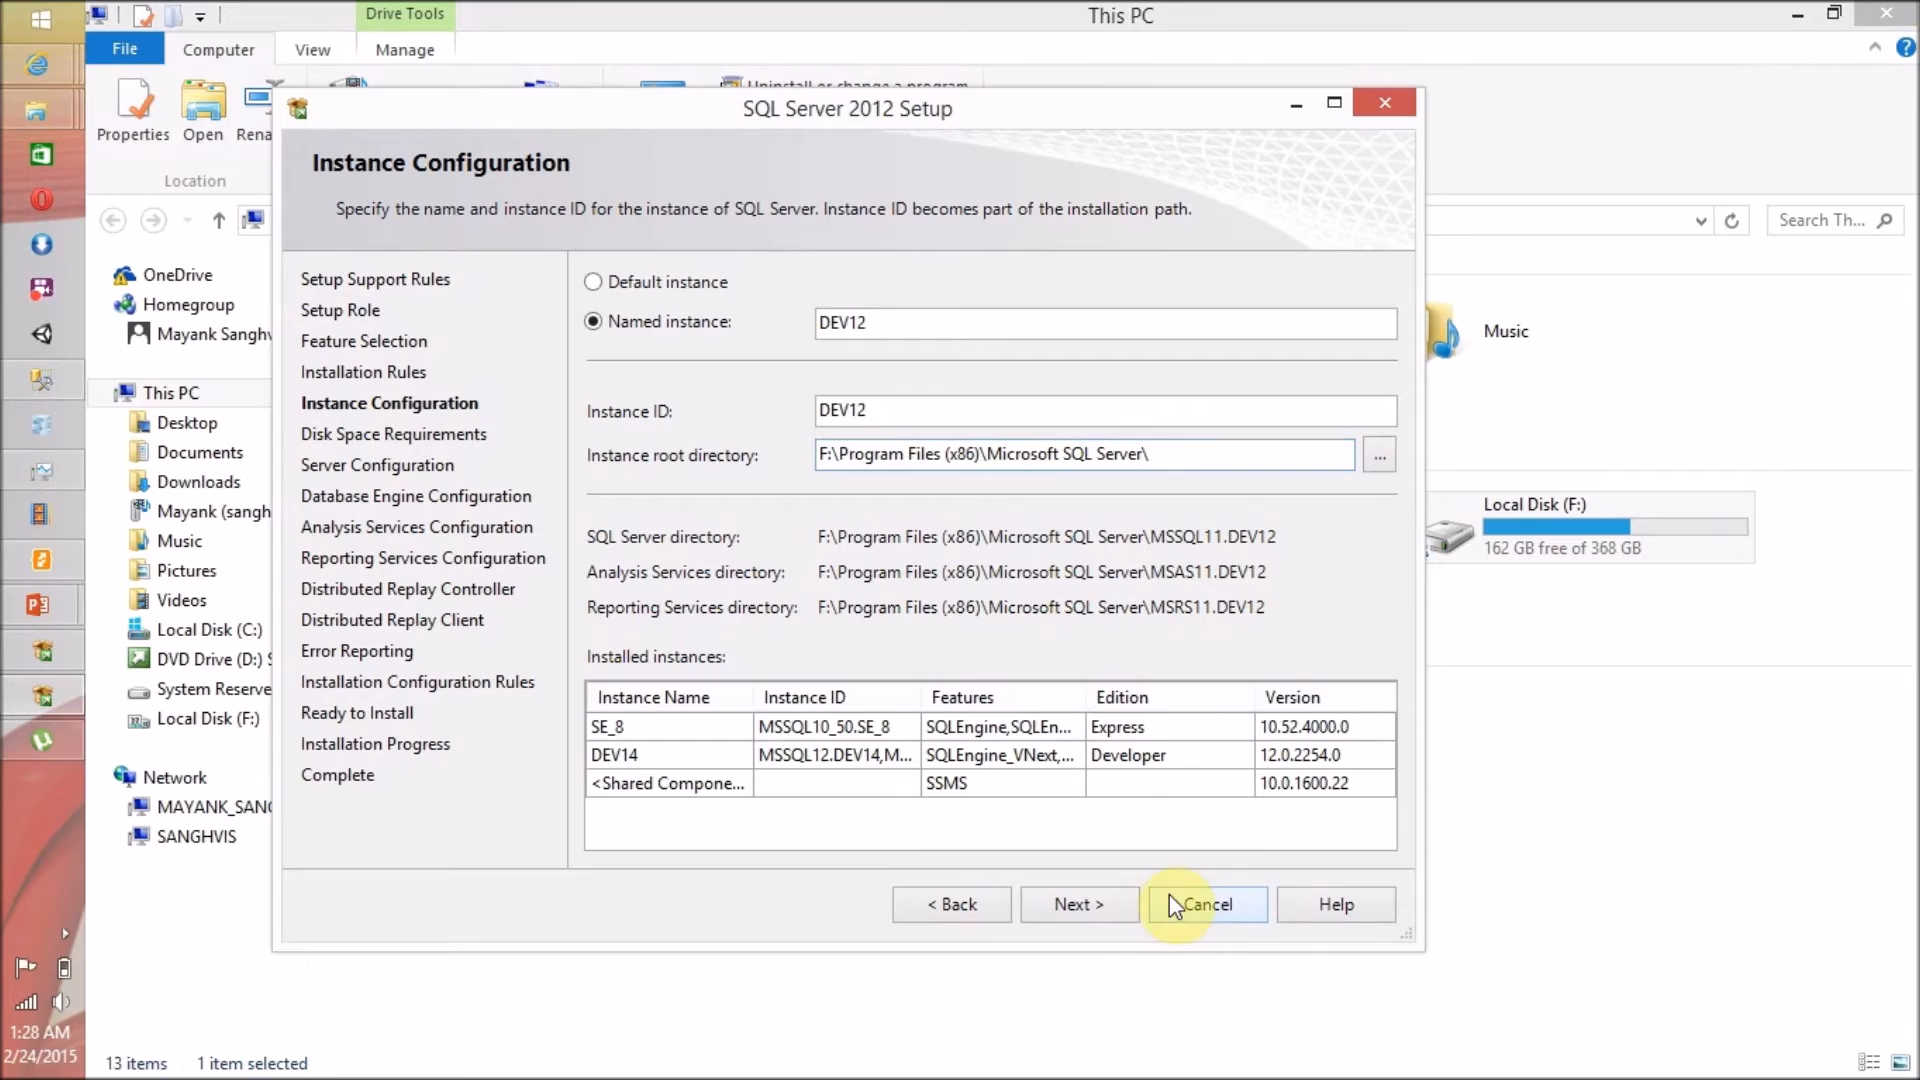 Drive Tools
This PC
File
Computer
View
Manage
Uninstall or change a program
Properties
Open
Rena
Location
SQL Server 2012 Setup
Instance Configuration
Specify the name and instance ID for the instance of SQL Server. Instance ID becomes part of the installation path.
Search Th...
OneDrive
Homegroup
Mayank Sanghv
This PC
Desktop
Documents
Downloads
Mayank (sangh
Music
Pictures
Videos
Local Disk (C:)
DVD Drive (D:) S
System Reserve
Local Disk (F:)
Network
MAYANK_SANG
SANGHVIS
Setup Support Rules
Setup Role
Feature Selection
Installation Rules
Instance Configuration
Disk Space Requirements
Server Configuration
Database Engine Configuration
Analysis Services Configuration
Reporting Services Configuration
Distributed Replay Controller
Distributed Replay Client
Error Reporting
Installation Configuration Rules
Ready to Install
Installation Progress
Complete
Default instance
Named instance: DEV12
Instance ID: DEV12
Instance root directory: F:\Program Files (x86)\Microsoft SQL Server\ ...
SQL Server directory: F:\Program Files (x86)\Microsoft SQL Server\MSSQL11.DEV12
Analysis Services directory: F:\Program Files (x86)\Microsoft SQL Server\MSAS11.DEV12
Reporting Services directory: F:\Program Files (x86)\Microsoft SQL Server\MSRS11.DEV12
Installed instances:
Instance Name Instance ID Features Edition Version
SE_8 MSSQL10_50.SE_8 SQLEngine,SQLEn... Express 10.52.4000.0
DEV14 MSSQL12.DEV14,M... SQLEngine_VNext,... Developer 12.0.2254.0
<Shared Compone... SSMS 10.0.1600.22
< Back
Next >
Cancel
Help
Music
Local Disk (F:)
162 GB free of 368 GB
1:28 AM
2/24/2015
13 items
1 item selected